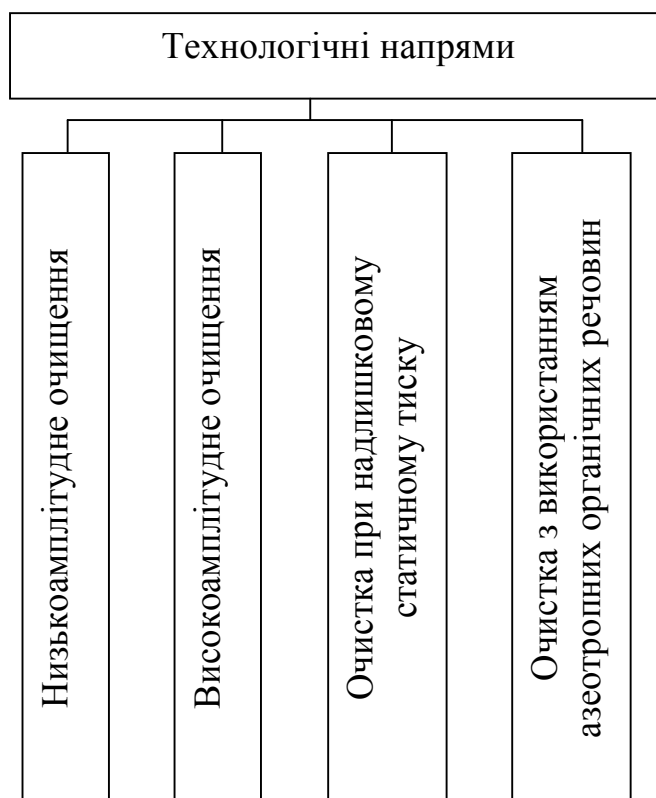 Технологічні напрями
Низькоамплітудне очищення
Високоамплітудне очищення
Очистка при надлишковому
статичному тиску
Очистка з використанням
азеотропних органічних речовин